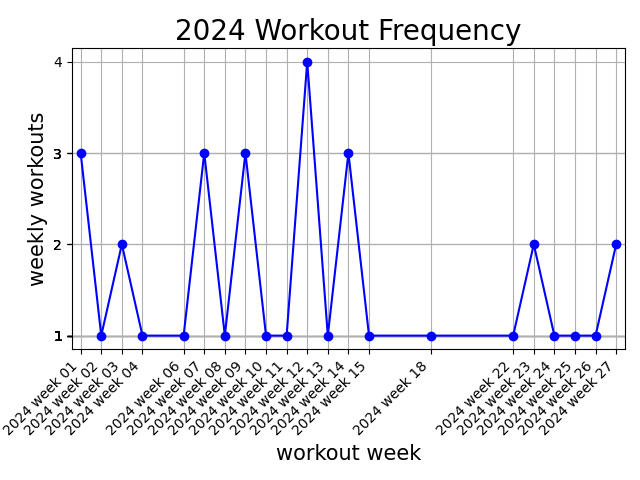 2024 Workout Frequency
weekly workouts
4
3
2
1
2024 week 01
2024 week 02
2024 week 03
2024 week 04
2024 week 06
2024 week 07
2024 week 08
2024 week 09
2024 week 10
2024 week 11
2024 week 12
2024 week 13
2024 week 14
2024 week 15
2024 week 18
2024 week 22
2024 week 23
2024 week 24
2024 week 25
2024 week 26
2024 week 27
workout week